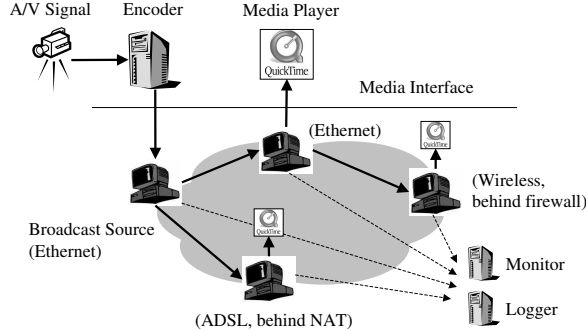 A/V Signal
Encoder
Media Player
QuickTime
Media Interface
(Ethernet)
QuickTime
(Wireless,
behind firewall)
Broadcast Source
(Ethernet)
QuickTime
Monitor
Logger
(ADSL, behind NAT)